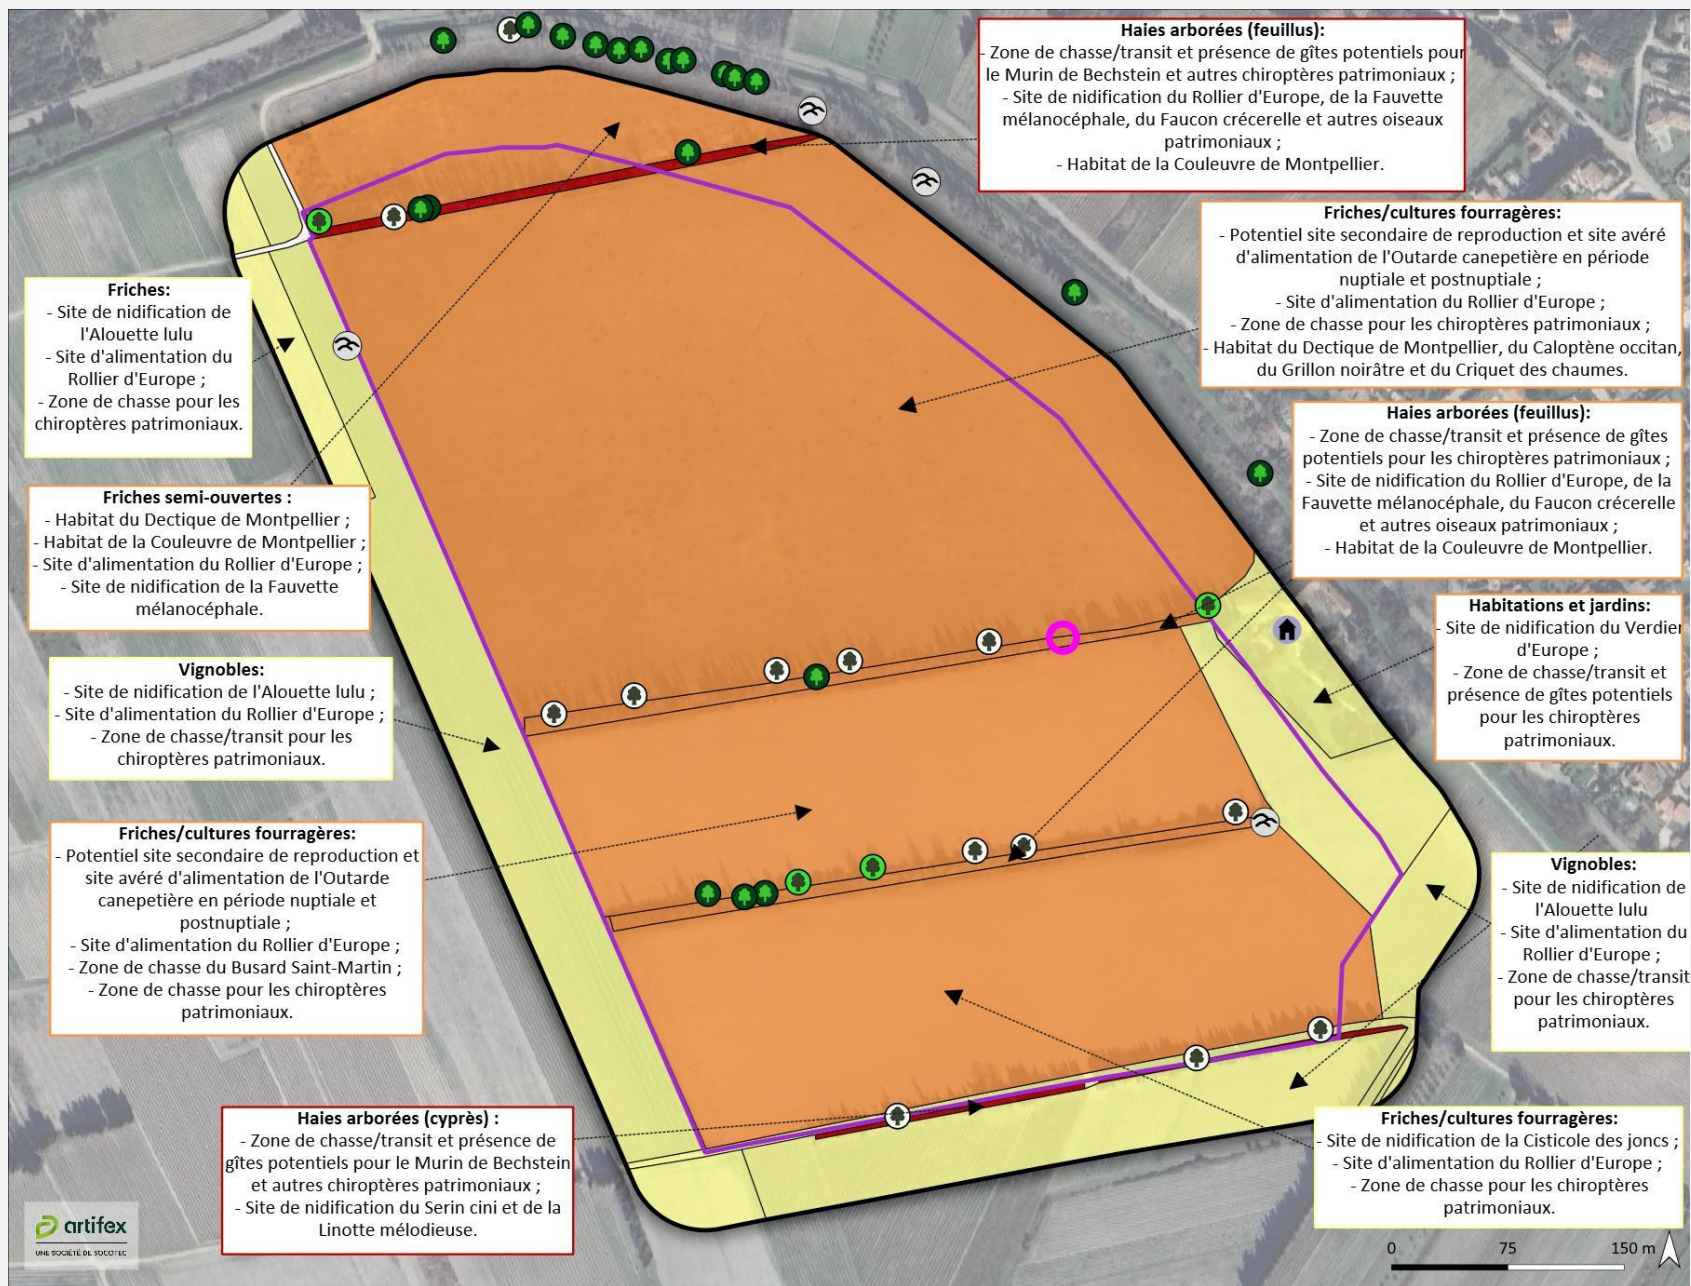 Haies arborées (feuillus):
- Zone de chasse/transit et présence de gîtes potentiels pour
le Murin de Bechstein et autres chiroptères patrimoniaux ;
- Site de nidification du Rollier d'Europe, de la Fauvette
mélanocéphale, du Faucon crécerelle et autres oiseaux
patrimoniaux ;
- Habitat de la Couleuvre de Montpellier.
Friches/cultures fourragères:
- Potentiel site secondaire de reproduction et site avéré
d'alimentation de l'Outarde canepetière en période
nuptiale et postnuptiale ;
- Site d'alimentation du Rollier d'Europe ;
- Zone de chasse pour les chiroptères patrimoniaux ;
- Habitat du Dectique de Montpellier, du Caloptène occitan,
du Grillon noirâtre et du Criquet des chaumes.
Friches:
- Site de nidification de
l'Alouette lulu
- Site d'alimentation du
Rollier d'Europe ;
- Zone de chasse pour les
chiroptères patrimoniaux.
Haies arborées (feuillus):
- Zone de chasse/transit et présence de gîtes
potentiels pour les chiroptères patrimoniaux ;
- Site de nidification du Rollier d'Europe, de la
Fauvette mélanocéphale, du Faucon crécerelle
et autres oiseaux patrimoniaux ;
- Habitat de la Couleuvre de Montpellier.
Friches semi-ouvertes :
- Habitat du Dectique de Montpellier ;
- Habitat de la Couleuvre de Montpellier ;
- Site d'alimentation du Rollier d'Europe ;
- Site de nidification de la Fauvette
mélanocéphale.
Habitations et jardins:
- Site de nidification du Verdier
d'Europe ;
- Zone de chasse/transit et
présence de gîtes potentiels
pour les chiroptères
patrimoniaux.
Vignobles:
- Site de nidification de l'Alouette lulu ;
- Site d'alimentation du Rollier d'Europe ;
- Zone de chasse/transit pour les
chiroptères patrimoniaux.
Friches/cultures fourragères:
- Potentiel site secondaire de reproduction et
site avéré d'alimentation de l'Outarde
canepetière en période nuptiale et
postnuptiale ;
- Site d'alimentation du Rollier d'Europe ;
- Zone de chasse du Busard Saint-Martin ;
- Zone de chasse pour les chiroptères
patrimoniaux.
Vignobles:
- Site de nidification de
l'Alouette lulu
- Site d'alimentation du
Rollier d'Europe ;
- Zone de chasse/transit
pour les chiroptères
patrimoniaux.
Haies arborées (cyprès) :
- Zone de chasse/transit et présence de
gîtes potentiels pour le Murin de Bechstein
et autres chiroptères patrimoniaux ;
- Site de nidification du Serin cini et de la
Linotte mélodieuse.
Friches/cultures fourragères:
- Site de nidification de la Cisticole des joncs ;
- Site d'alimentation du Rollier d'Europe ;
- Zone de chasse pour les chiroptères
patrimoniaux.
artifex
UNE SOCIÉTÉ DE SOCOTEC
0 75 150 m